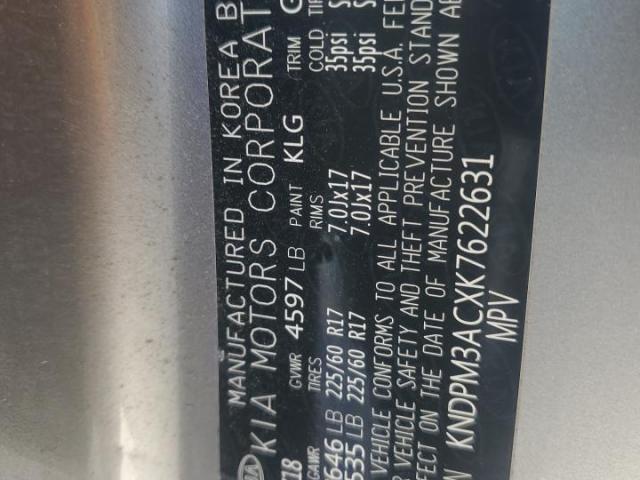 MANUFACTURED IN KOREA B
KIA MOTORS CORPORAT
/18 GVWR 4597 LB PAINT KLG TRIM G
GAWR TIRES RIMS COLD TIR
646 LB 225/60 R17 7.0Jx17 35psi
535 LB 225/60 R17 7.0Jx17 35psi
VEHICLE CONFORMS TO ALL APPLICABLE U.S.A. FE
R VEHICLE SAFETY AND THEFT PREVENTION STAND
FECT ON THE DATE OF MANUFACTURE SHOWN AB
KNDPM3ACXK7622631
MPV